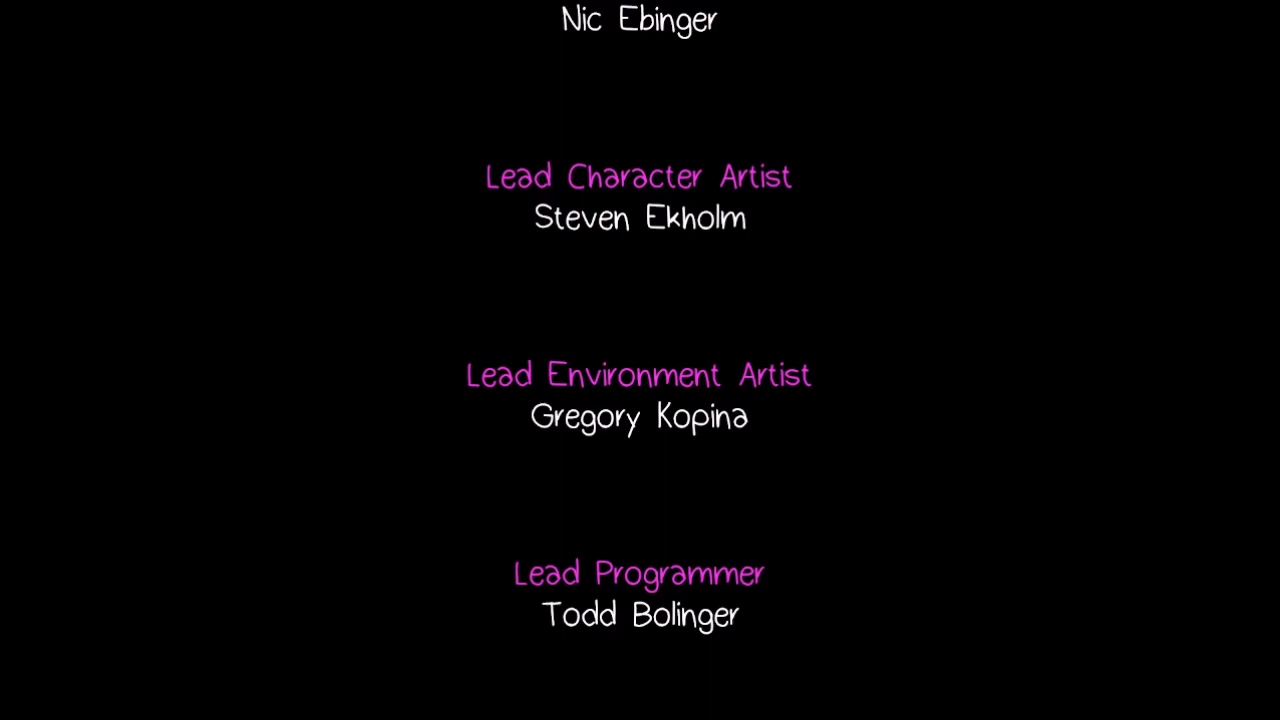 Nic Ebinger
Lead Character Artist
Steven Ekholm
Lead Environment Artist
Gregory Kopina
Lead Programmer
Todd Bolinger